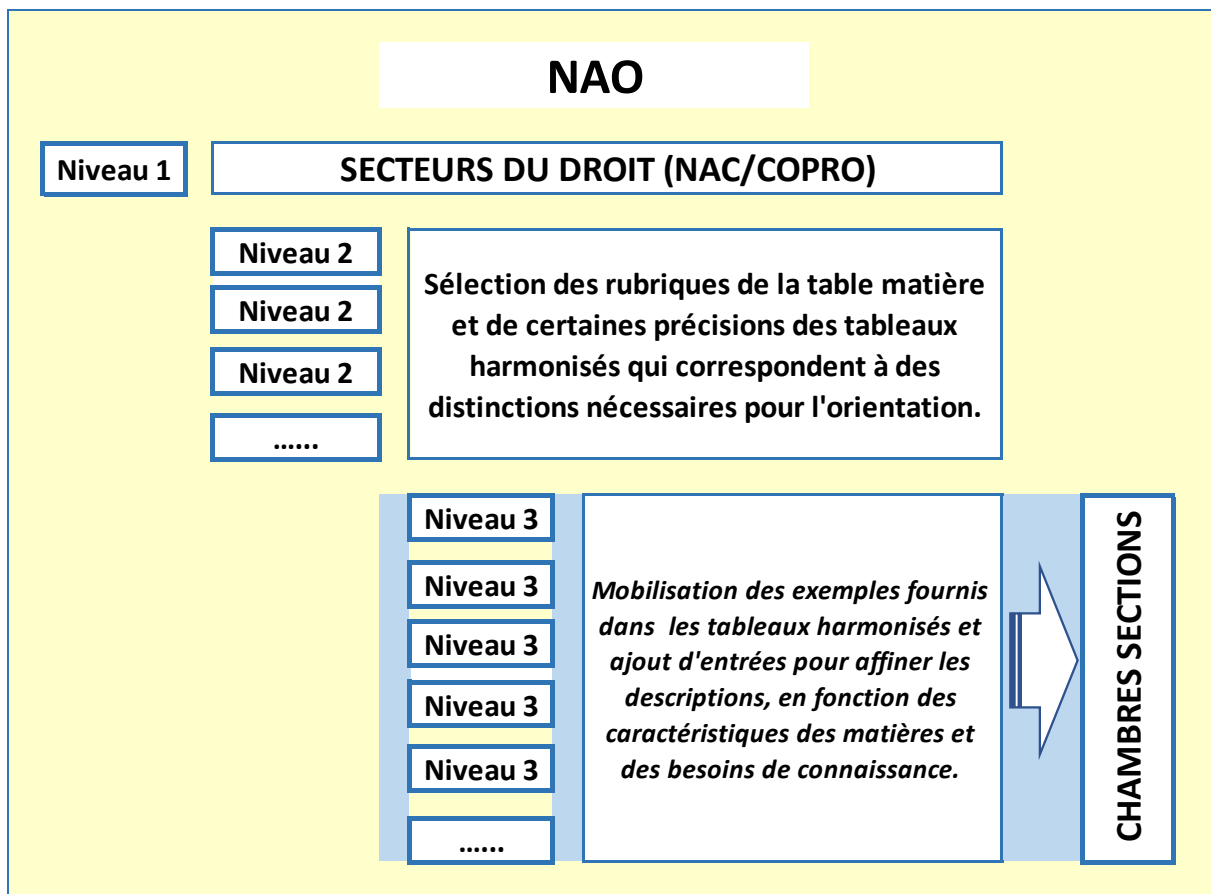 NAO
Niveau 1
SECTEURS DU DROIT (NAC/COPRO)
Niveau 2
Niveau 2
Niveau 2
......
Sélection des rubriques de la table matière
et de certaines précisions des tableaux
harmonisés qui correspondent à des
distinctions nécessaires pour l'orientation.
Niveau 3
Niveau 3
Niveau 3
Niveau 3
Niveau 3
......
Mobilisation des exemples fournis
dans les tableaux harmonisés et
ajout d'entrées pour affiner les
descriptions, en fonction des
caractéristiques des matières et
des besoins de connaissance.
CHAMBRES SECTIONS